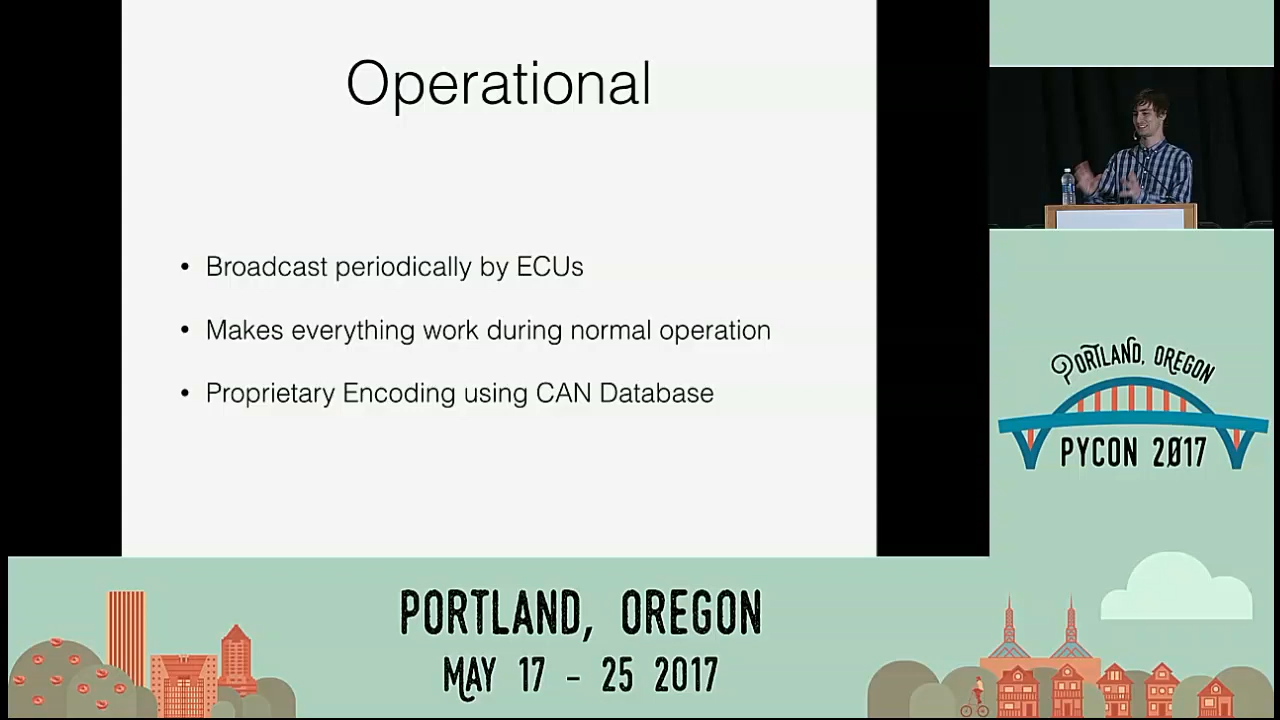 Operational
• Broadcast periodically by ECUs
• Makes everything work during normal operation
• Proprietary Encoding using CAN Database
PORTLAND, OREGON
PYCON 2017
PORTLAND, OREGON
MAY 17 - 25 2017